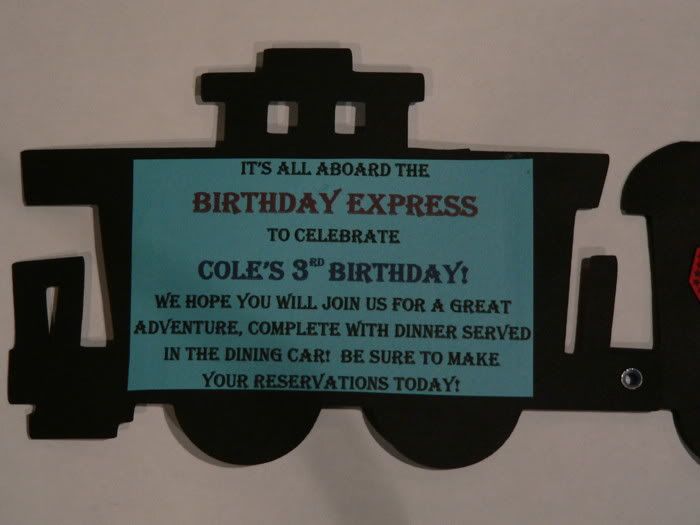 IT'S ALL ABOARD THE
BIRTHDAY EXPRESS
TO CELEBRATE
COLE'S 3RD BIRTHDAY!
WE HOPE YOU WILL JOIN US FOR A GREAT
ADVENTURE, COMPLETE WITH DINNER SERVED
IN THE DINING CAR! BE SURE TO MAKE
YOUR RESERVATIONS TODAY!